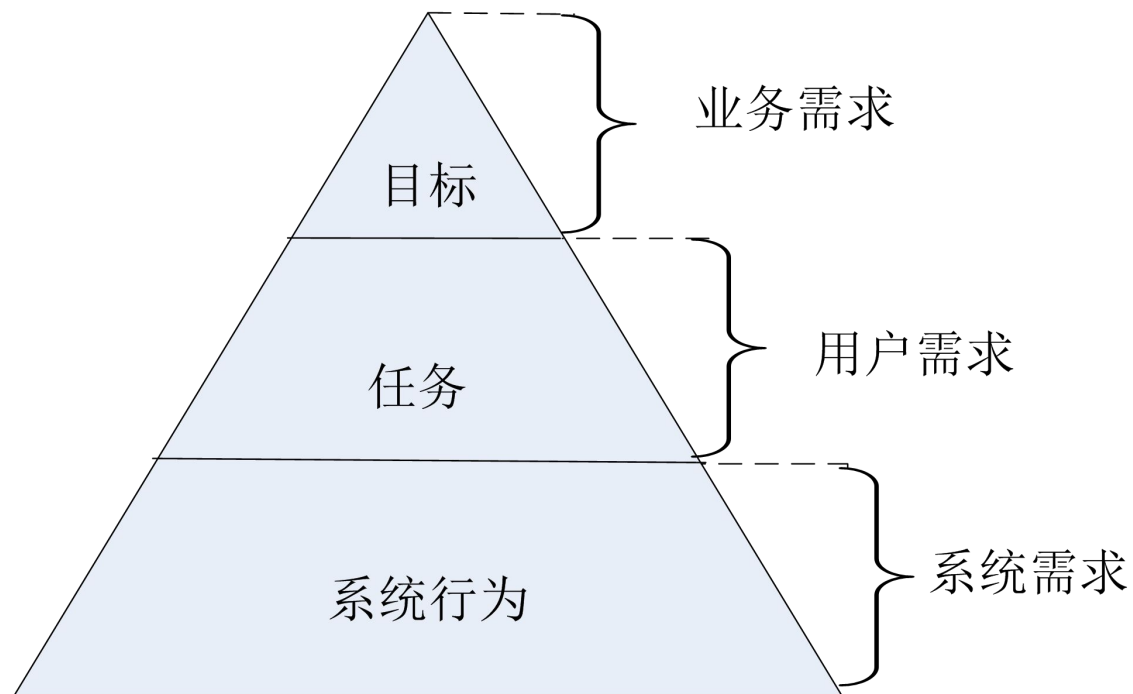 业务需求
目标
用户需求
任务
系统需求
系统行为